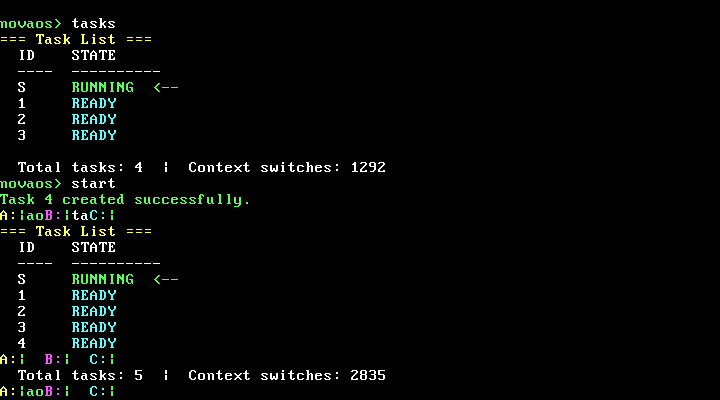 novaos> tasks
=== Task List ===
ID STATE
---- ----------
S RUNNING <--
1 READY
2 READY
3 READY
Total tasks: 4 | Context switches: 1292
novaos> start
Task 4 created successfully.
A:|aoB:|taC:|
=== Task List ===
ID STATE
---- ----------
S RUNNING <--
1 READY
2 READY
3 READY
4 READY
A:| B:| C:|
Total tasks: 5 | Context switches: 2835
A:|aoB:| C:|